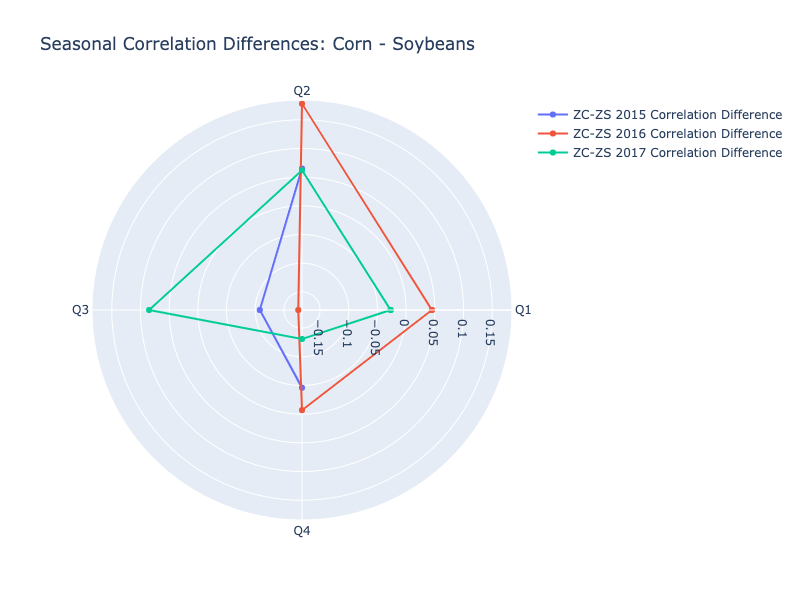 Seasonal Correlation Differences: Corn - Soybeans
Q2
ZC-ZS 2015 Correlation Difference
ZC-ZS 2016 Correlation Difference
ZC-ZS 2017 Correlation Difference
Q3
Q1
−0.15
−0.1
−0.05
0
0.05
0.1
0.15
Q4